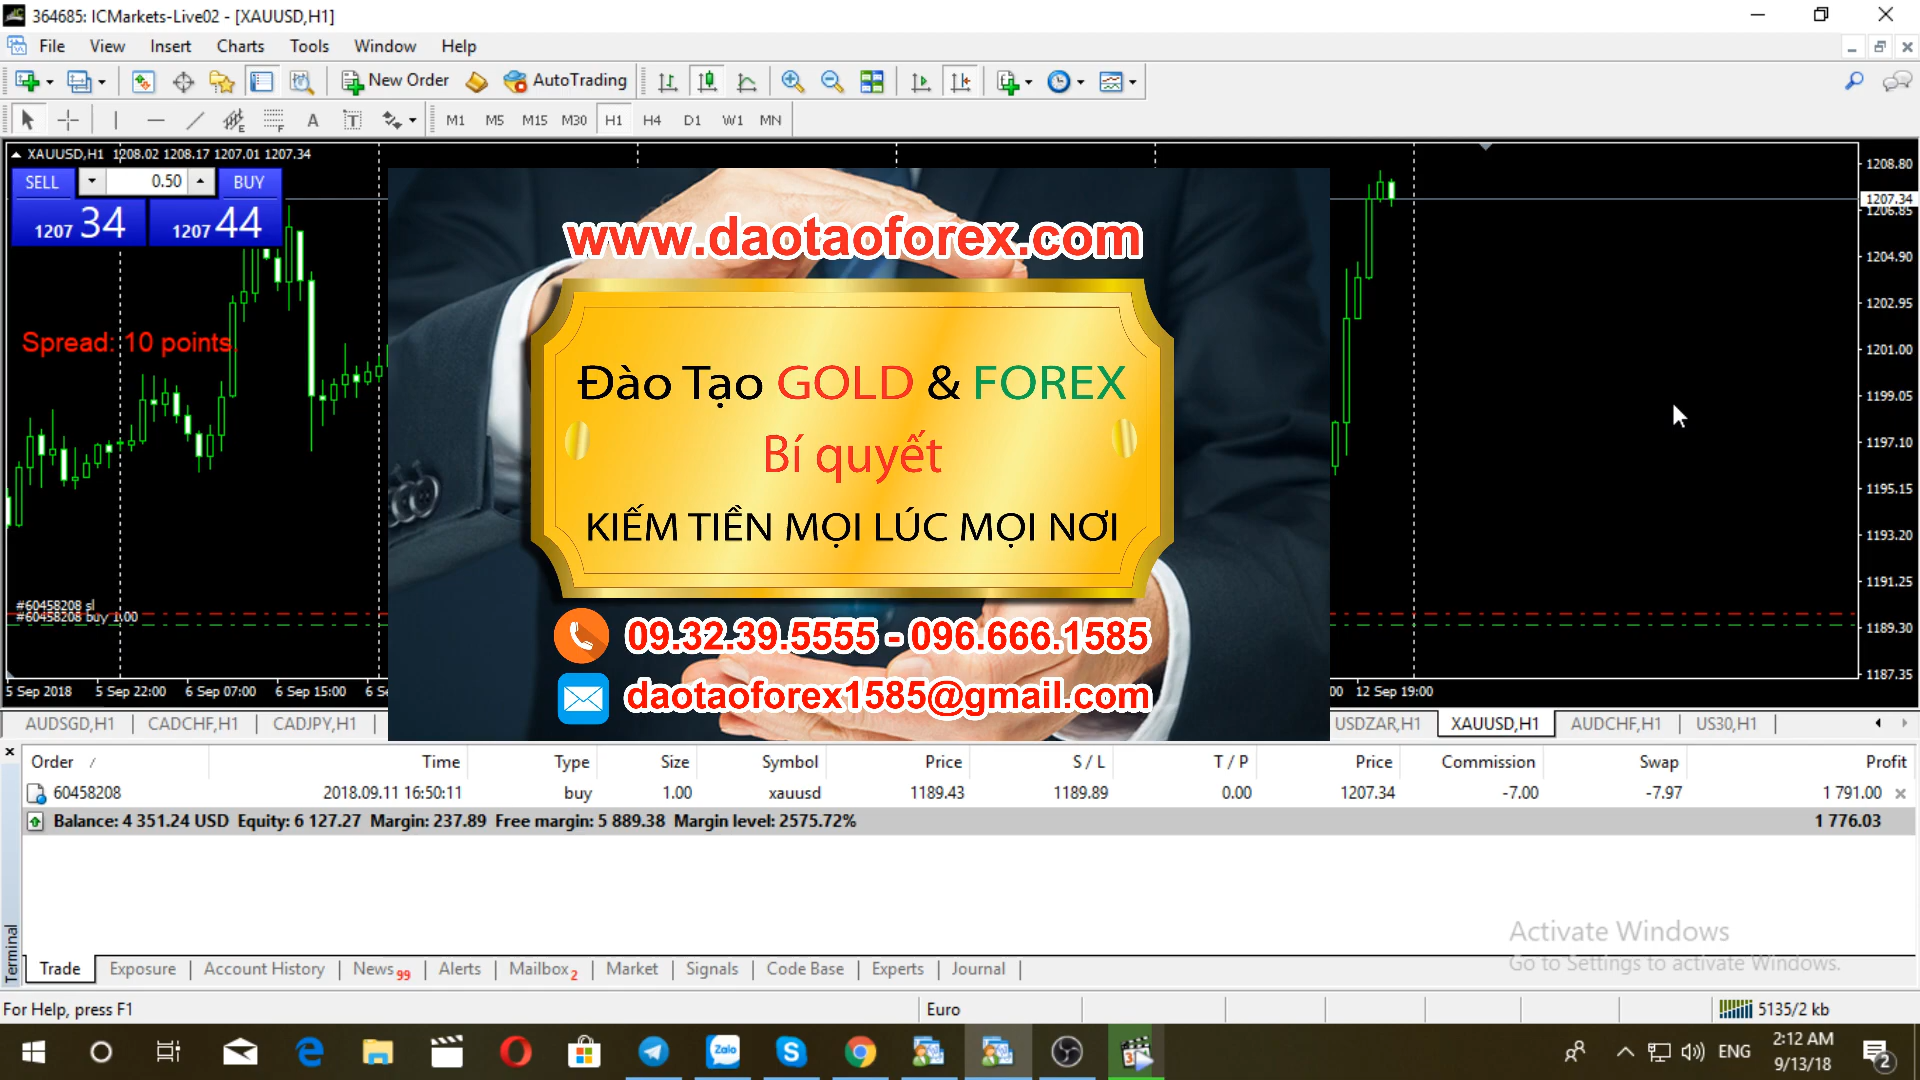 364685: ICMarkets-Live02 - [XAUUSD,H1]
File View Insert Charts Tools Window Help
New Order AutoTrading
A T M1 M5 M15 M30 H1 H4 D1 W1 MN
XAUUSD,H1 1208.02 1208.17 1207.01 1207.34
SELL 0.50 BUY
1207 34 1207 44
Spread: 10 points.
#60458208 sl
#60458208 buy 1.00
www.daotaoforex.com
Đào Tạo GOLD & FOREX
Bí quyết
KIẾM TIỀN MỌI LÚC MỌI NƠI
09.32.39.5555 - 096.666.1585
daotaoforex1585@gmail.com
1208.80
1207.34
1206.85
1204.90
1202.95
1201.00
1199.05
1197.10
1195.15
1193.20
1191.25
1189.30
1187.35
5 Sep 2018 5 Sep 22:00 6 Sep 07:00 6 Sep 15:00 6 S 00 12 Sep 19:00
AUDSGD,H1 CADCHF,H1 CADJPY,H1 USDZAR,H1 XAUUSD,H1 AUDCHF,H1 US30,H1
Order / Time Type Size Symbol Price S / L T / P Price Commission Swap Profit
60458208 2018.09.11 16:50:11 buy 1.00 xauusd 1189.43 1189.89 0.00 1207.34 -7.00 -7.97 1 791.00
Balance: 4 351.24 USD Equity: 6 127.27 Margin: 237.89 Free margin: 5 889.38 Margin level: 2575.72% 1 776.03
Activate Windows
Go to Settings to activate Windows.
Terminal
Trade Exposure Account History News 99 Alerts Mailbox 2 Market Signals Code Base Experts Journal
For Help, press F1 Euro 5135/2 kb
Zalo ENG 2:12 AM
9/13/18 2